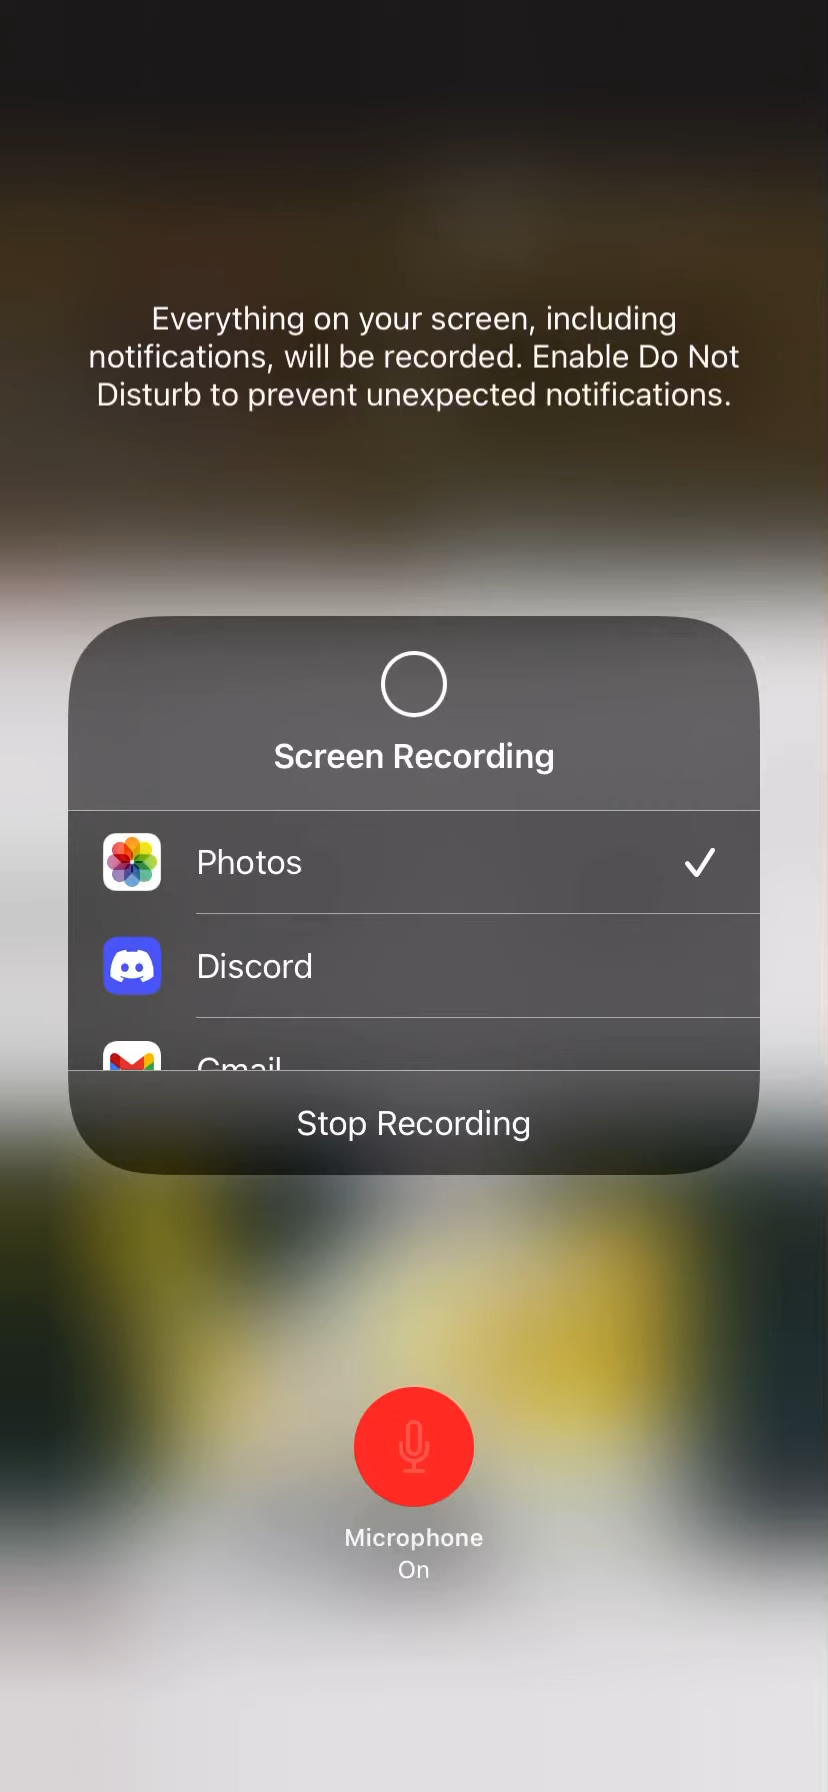 Everything on your screen, including
notifications, will be recorded. Enable Do Not
Disturb to prevent unexpected notifications.
Screen Recording
Photos
Discord
Gmail
Stop Recording
Microphone
On